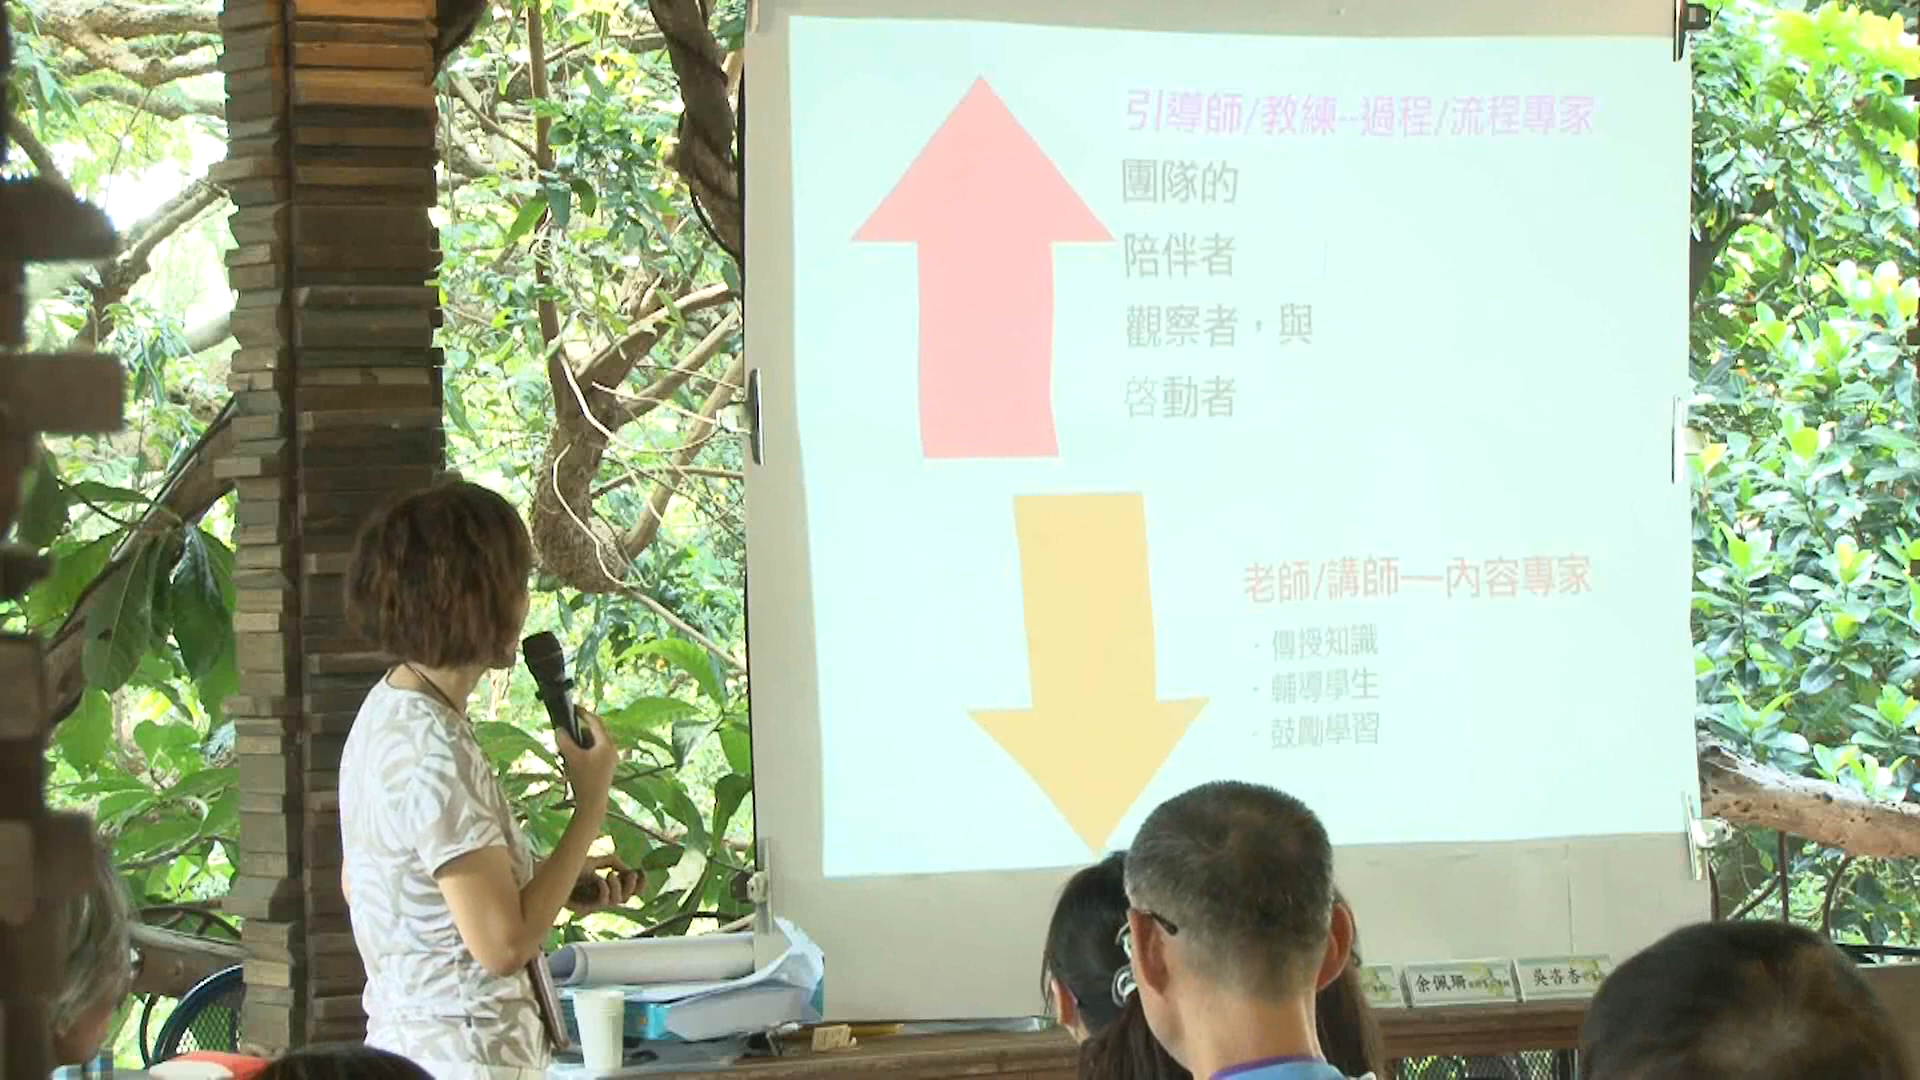 引導師/教練--過程/流程專家
團隊的
陪伴者
觀察者，與
啓動者
老師/講師—內容專家
· 傳授知識
· 輔導學生
· 鼓勵學習
余佩珊
吳咨杏